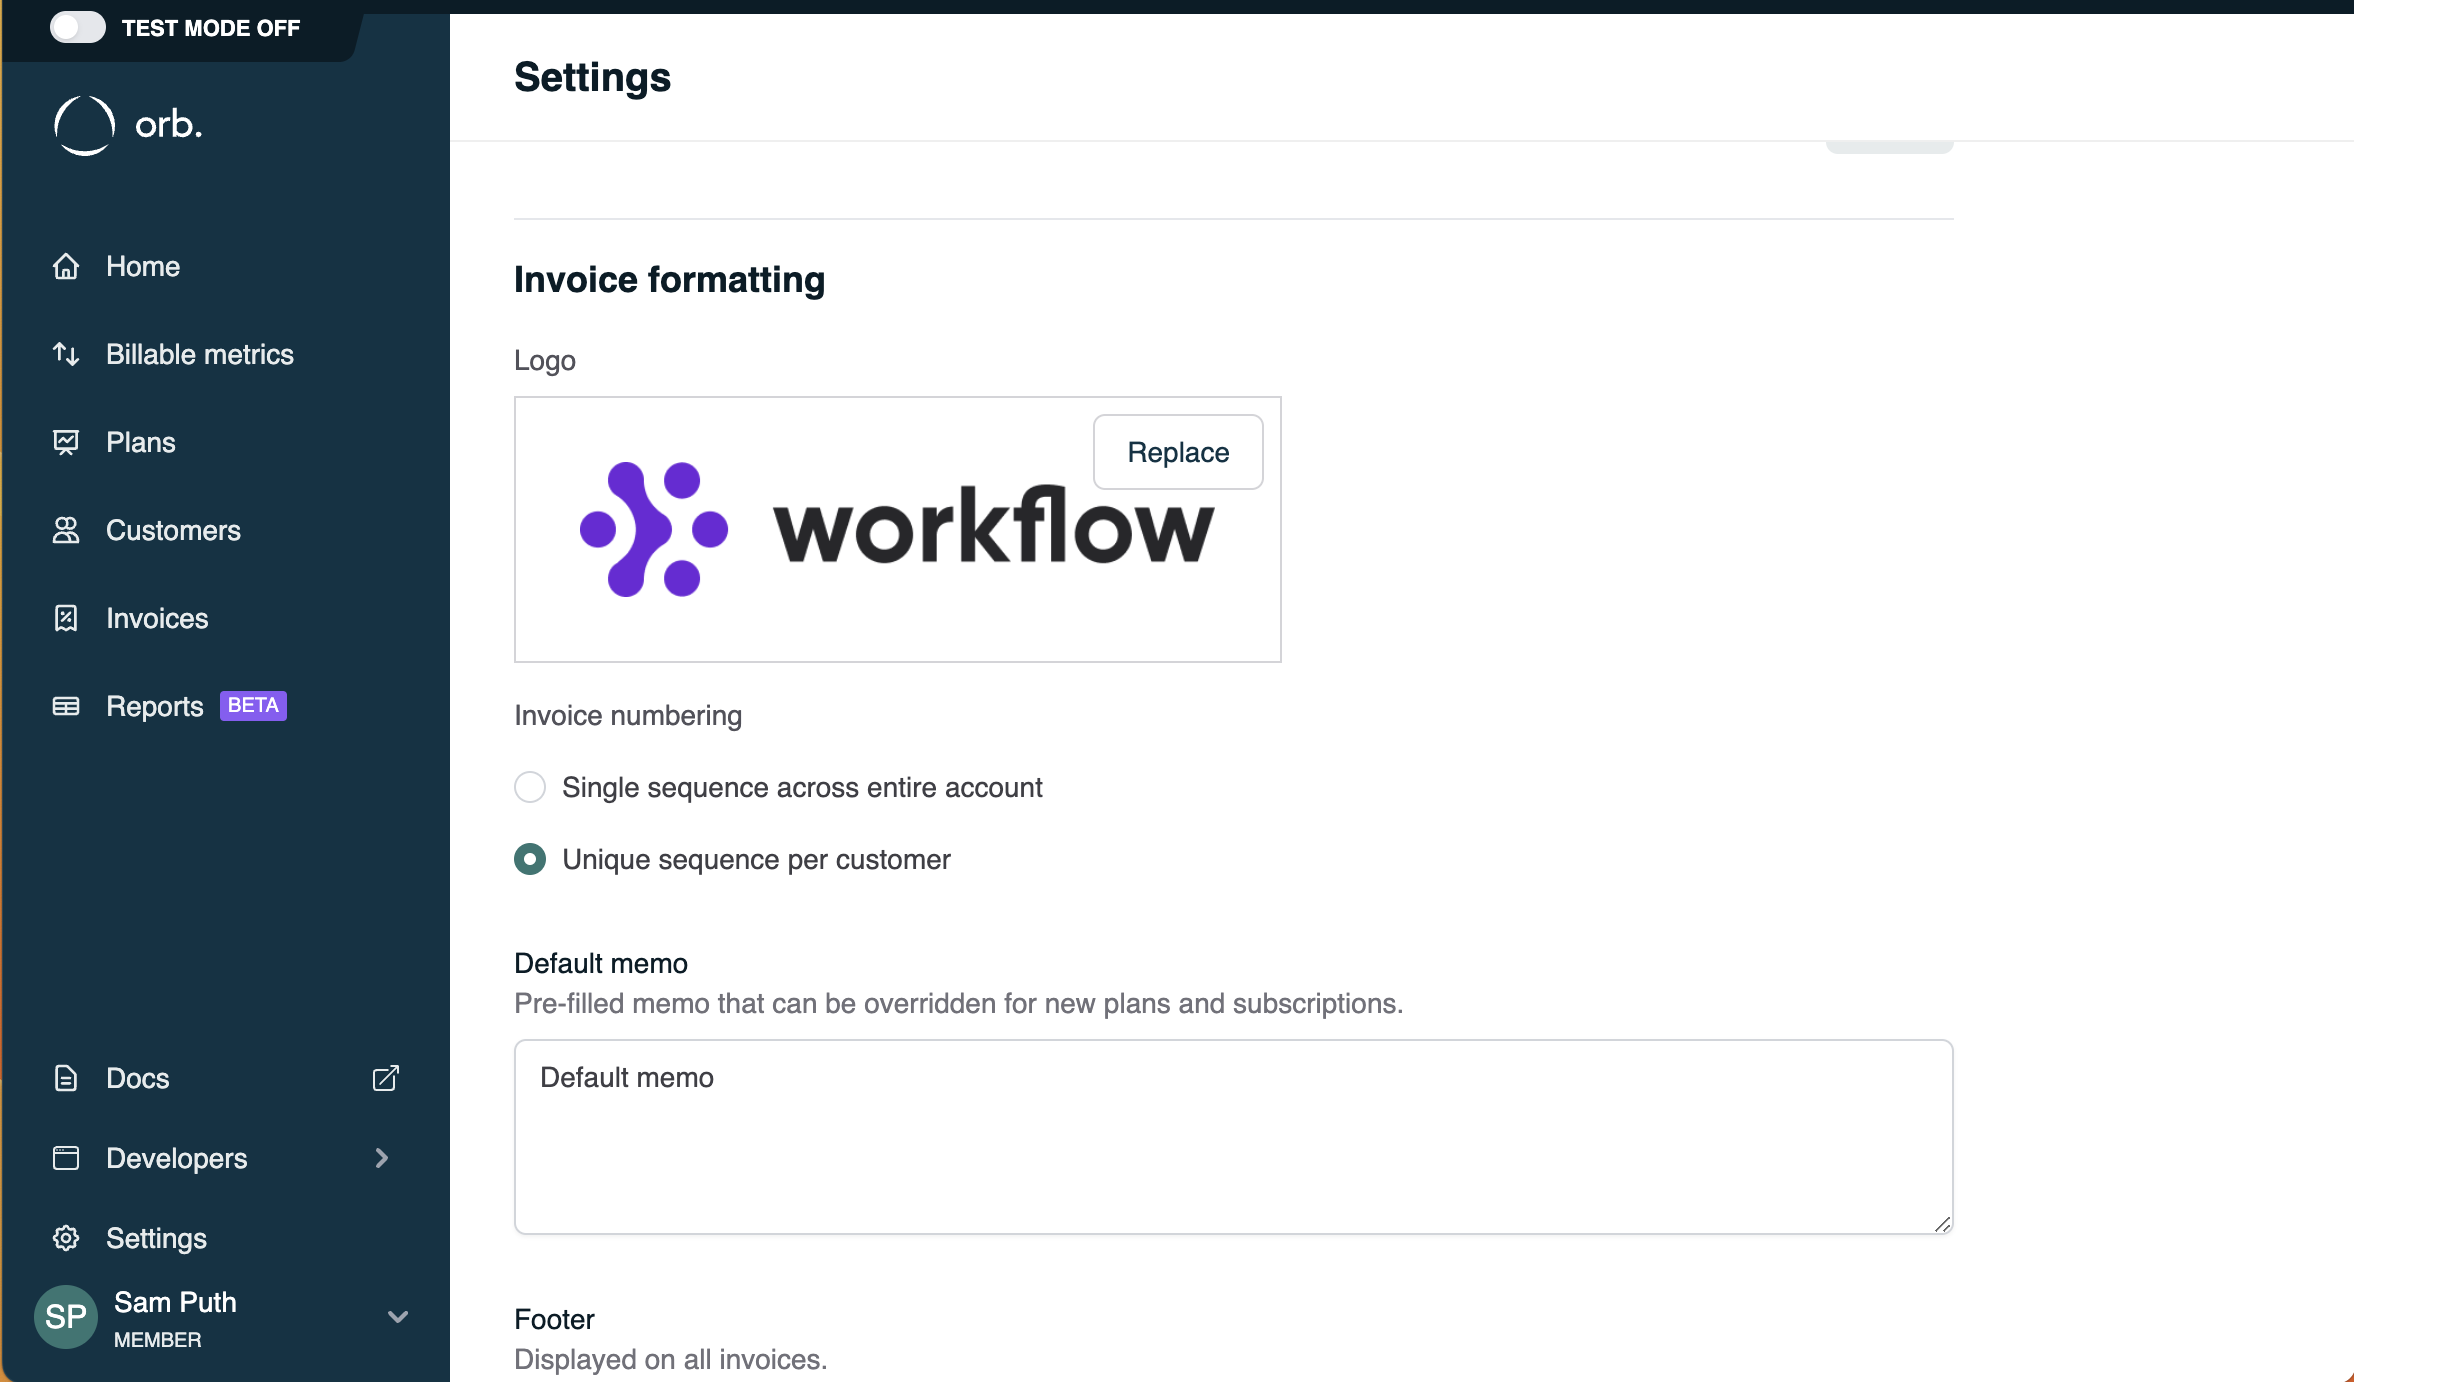 TEST MODE OFF
orb.
Home
Billable metrics
Plans
Customers
Invoices
Reports BETA
Docs
Developers
Settings
SP
Sam Puth
MEMBER
Settings
Invoice formatting
Logo
Replace
workflow
Invoice numbering
Single sequence across entire account
Unique sequence per customer
Default memo
Pre-filled memo that can be overridden for new plans and subscriptions.
Default memo
Footer
Displayed on all invoices.